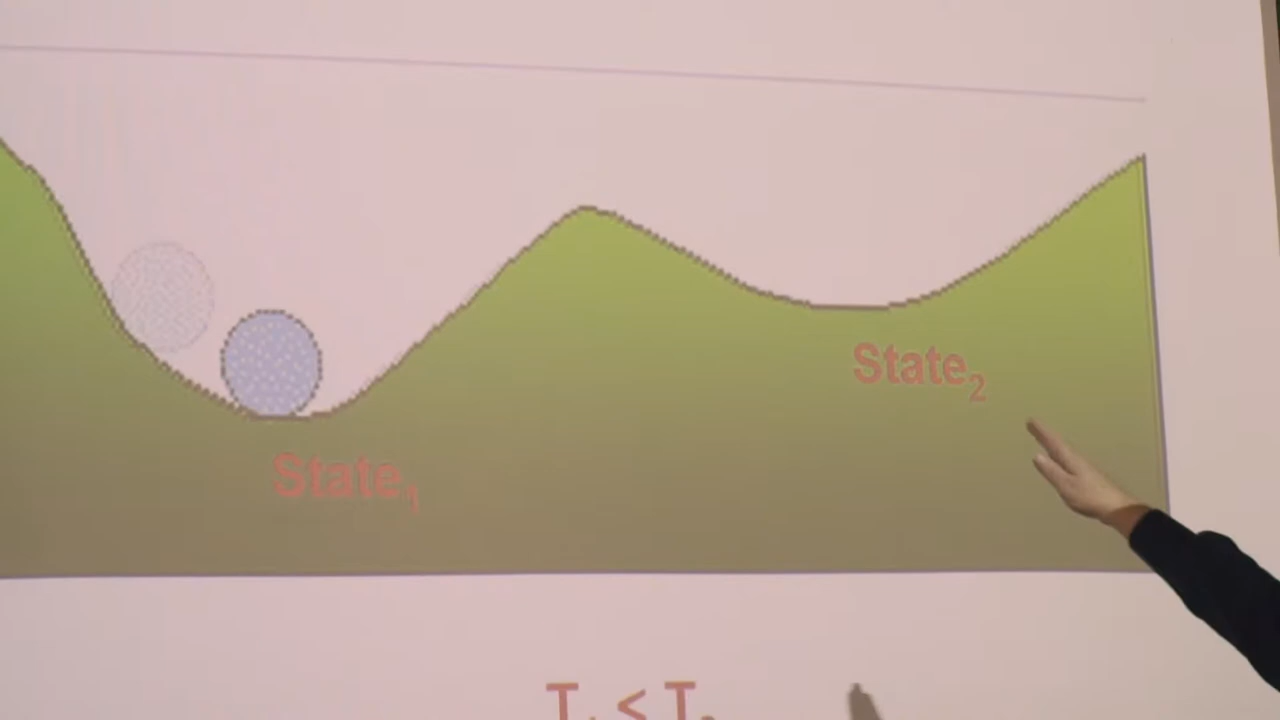 State₂
State₁
T < T